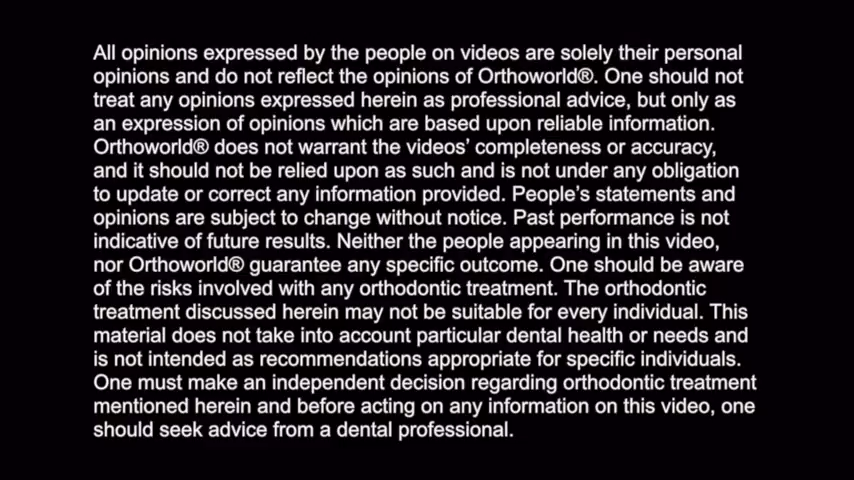 All opinions expressed by the people on videos are solely their personal
opinions and do not reflect the opinions of Orthoworld®. One should not
treat any opinions expressed herein as professional advice, but only as
an expression of opinions which are based upon reliable information.
Orthoworld® does not warrant the videos’ completeness or accuracy,
and it should not be relied upon as such and is not under any obligation
to update or correct any information provided. People’s statements and
opinions are subject to change without notice. Past performance is not
indicative of future results. Neither the people appearing in this video,
nor Orthoworld® guarantee any specific outcome. One should be aware
of the risks involved with any orthodontic treatment. The orthodontic
treatment discussed herein may not be suitable for every individual. This
material does not take into account particular dental health or needs and
is not intended as recommendations appropriate for specific individuals.
One must make an independent decision regarding orthodontic treatment
mentioned herein and before acting on any information on this video, one
should seek advice from a dental professional.